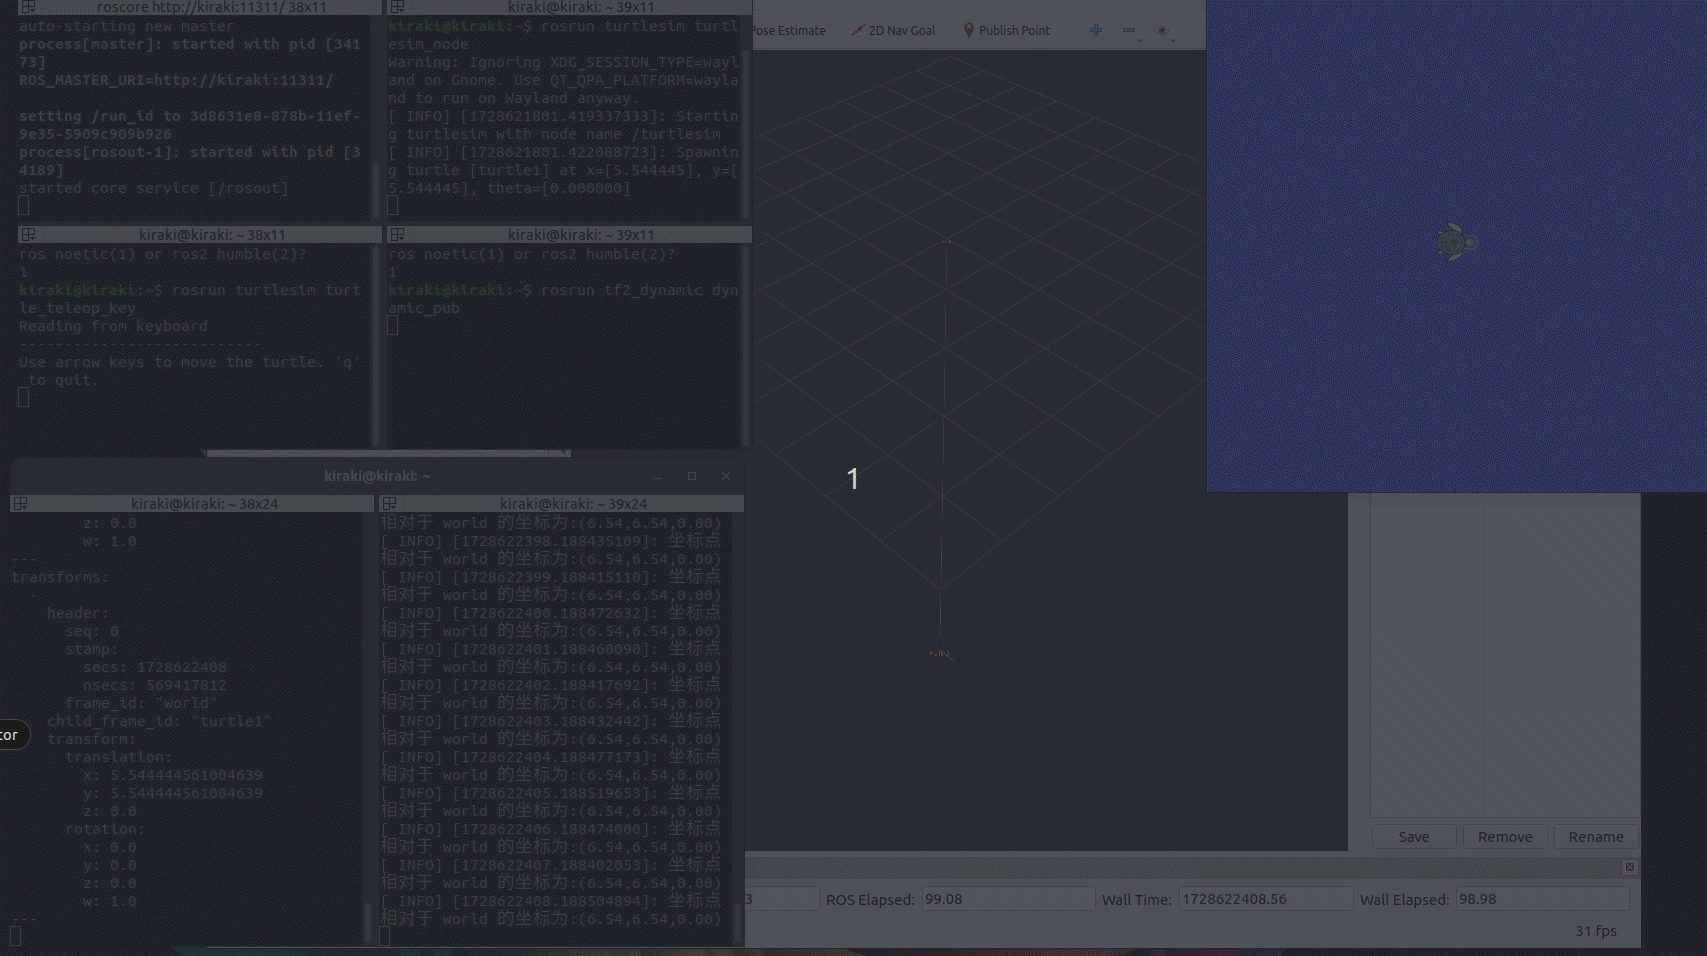 roscore http://kiraki:11311/ 38x11
auto-starting new master
process[master]: started with pid [341
73]
ROS_MASTER_URI=http://kiraki:11311/
setting /run_id to 3d8631e8-878b-11ef-
9e35-5909c909b926
process[rosout-1]: started with pid [3
4189]
started core service [/rosout]
kiraki@kiraki: ~ 39x11
kiraki@kiraki:~$ rosrun turtlesim turtl
esim_node
Warning: Ignoring XDG_SESSION_TYPE=wayl
and on Gnome. Use QT_QPA_PLATFORM=wayla
nd to run on Wayland anyway.
[ INFO] [1728621801.419337333]: Startin
g turtlesim with node name /turtlesim
[ INFO] [1728621801.422088723]: Spawnin
g turtle [turtle1] at x=[5.544445], y=[
5.544445], theta=[0.000000]
kiraki@kiraki: ~ 38x11
ros noetic(1) or ros2 humble(2)?
1
kiraki@kiraki:~$ rosrun turtlesim turt
le_teleop_key
Reading from keyboard
---------------------------
Use arrow keys to move the turtle. 'q'
to quit.
kiraki@kiraki: ~ 39x11
ros noetic(1) or ros2 humble(2)?
1
kiraki@kiraki:~$ rosrun tf2_dynamic dyn
amic_pub
Pose Estimate
2D Nav Goal
Publish Point
1
kiraki@kiraki: ~
kiraki@kiraki: ~ 38x24
z: 0.0
w: 1.0
---
transforms:
-
header:
seq: 0
stamp:
secs: 1728622408
nsecs: 569417812
frame_id: "world"
child_frame_id: "turtle1"
transform:
translation:
x: 5.544444561004639
y: 5.544444561004639
z: 0.0
rotation:
x: 0.0
y: 0.0
z: 0.0
w: 1.0
---
tor
kiraki@kiraki: ~ 39x24
相对于 world 的坐标为:(6.54,6.54,0.00)
[ INFO] [1728622398.188435109]: 坐标点
相对于 world 的坐标为:(6.54,6.54,0.00)
[ INFO] [1728622399.188415110]: 坐标点
相对于 world 的坐标为:(6.54,6.54,0.00)
[ INFO] [1728622400.188472632]: 坐标点
相对于 world 的坐标为:(6.54,6.54,0.00)
[ INFO] [1728622401.188460090]: 坐标点
相对于 world 的坐标为:(6.54,6.54,0.00)
[ INFO] [1728622402.188417692]: 坐标点
相对于 world 的坐标为:(6.54,6.54,0.00)
[ INFO] [1728622403.188432442]: 坐标点
相对于 world 的坐标为:(6.54,6.54,0.00)
[ INFO] [1728622404.188477173]: 坐标点
相对于 world 的坐标为:(6.54,6.54,0.00)
[ INFO] [1728622405.188519653]: 坐标点
相对于 world 的坐标为:(6.54,6.54,0.00)
[ INFO] [1728622406.188474000]: 坐标点
相对于 world 的坐标为:(6.54,6.54,0.00)
[ INFO] [1728622407.188402053]: 坐标点
相对于 world 的坐标为:(6.54,6.54,0.00)
[ INFO] [1728622408.188504894]: 坐标点
相对于 world 的坐标为:(6.54,6.54,0.00)
Save
Remove
Rename
3
ROS Elapsed: 99.08
Wall Time: 1728622408.56
Wall Elapsed: 98.98
31 fps